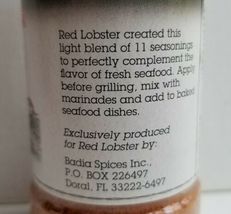 Red Lobster created this
light blend of 11 seasonings
to perfectly complement the
flavor of fresh seafood. Apply
before grilling, mix with
marinades and add to baked
seafood dishes.
Exclusively produced
for Red Lobster by:
Badia Spices Inc.,
P.O. BOX 226497
Doral, FL 33222-6497